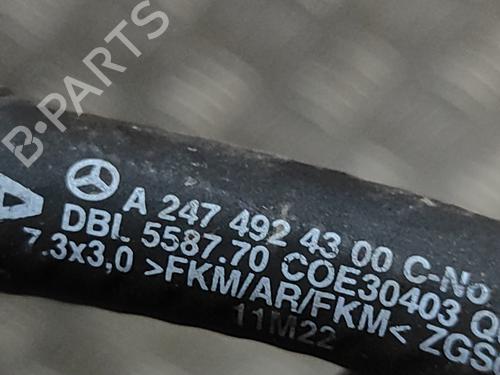 B-PARTS
A 247 492 43 00 C-No
DBL 5587.70 COE30403
7.3x3,0 >FKM/AR/FKM< ZGS
11M22